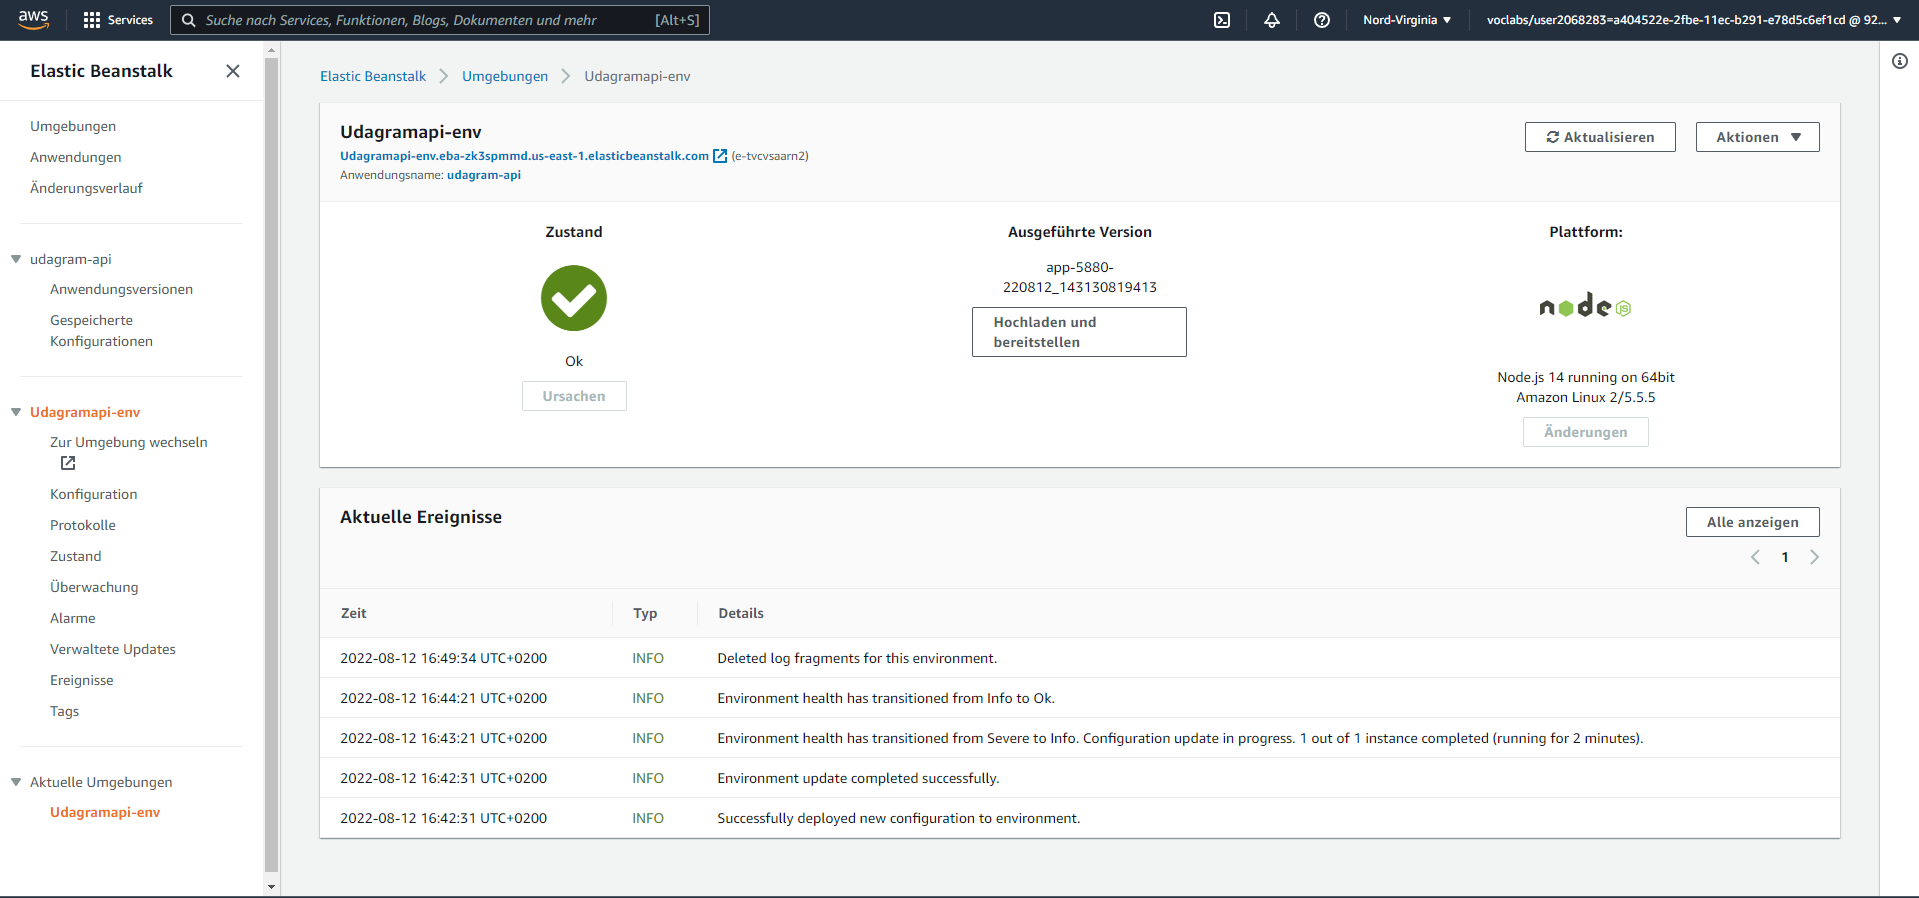 aws
Services
Suche nach Services, Funktionen, Blogs, Dokumenten und mehr [Alt+S]
Nord-Virginia
voclabs/user2068283=a404522e-2fbe-11ec-b291-e78d5c6ef1cd @ 92...
Elastic Beanstalk
Umgebungen
Anwendungen
Änderungsverlauf
udagram-api
Anwendungsversionen
Gespeicherte
Konfigurationen
Udagramapi-env
Zur Umgebung wechseln
Konfiguration
Protokolle
Zustand
Überwachung
Alarme
Verwaltete Updates
Ereignisse
Tags
Aktuelle Umgebungen
Udagramapi-env
Elastic Beanstalk
Umgebungen
Udagramapi-env
Udagramapi-env
Udagramapi-env.eba-zk3spmmd.us-east-1.elasticbeanstalk.com (e-tvcvsaarn2)
Anwendungsname: udagram-api
Aktualisieren
Aktionen
Zustand
Ok
Ursachen
Ausgeführte Version
app-5880-
220812_143130819413
Hochladen und
bereitstellen
Plattform:
node
JS
Node.js 14 running on 64bit
Amazon Linux 2/5.5.5
Änderungen
Aktuelle Ereignisse
Alle anzeigen
1
Zeit Typ Details
2022-08-12 16:49:34 UTC+0200 INFO Deleted log fragments for this environment.
2022-08-12 16:44:21 UTC+0200 INFO Environment health has transitioned from Info to Ok.
2022-08-12 16:43:21 UTC+0200 INFO Environment health has transitioned from Severe to Info. Configuration update in progress. 1 out of 1 instance completed (running for 2 minutes).
2022-08-12 16:42:31 UTC+0200 INFO Environment update completed successfully.
2022-08-12 16:42:31 UTC+0200 INFO Successfully deployed new configuration to environment.